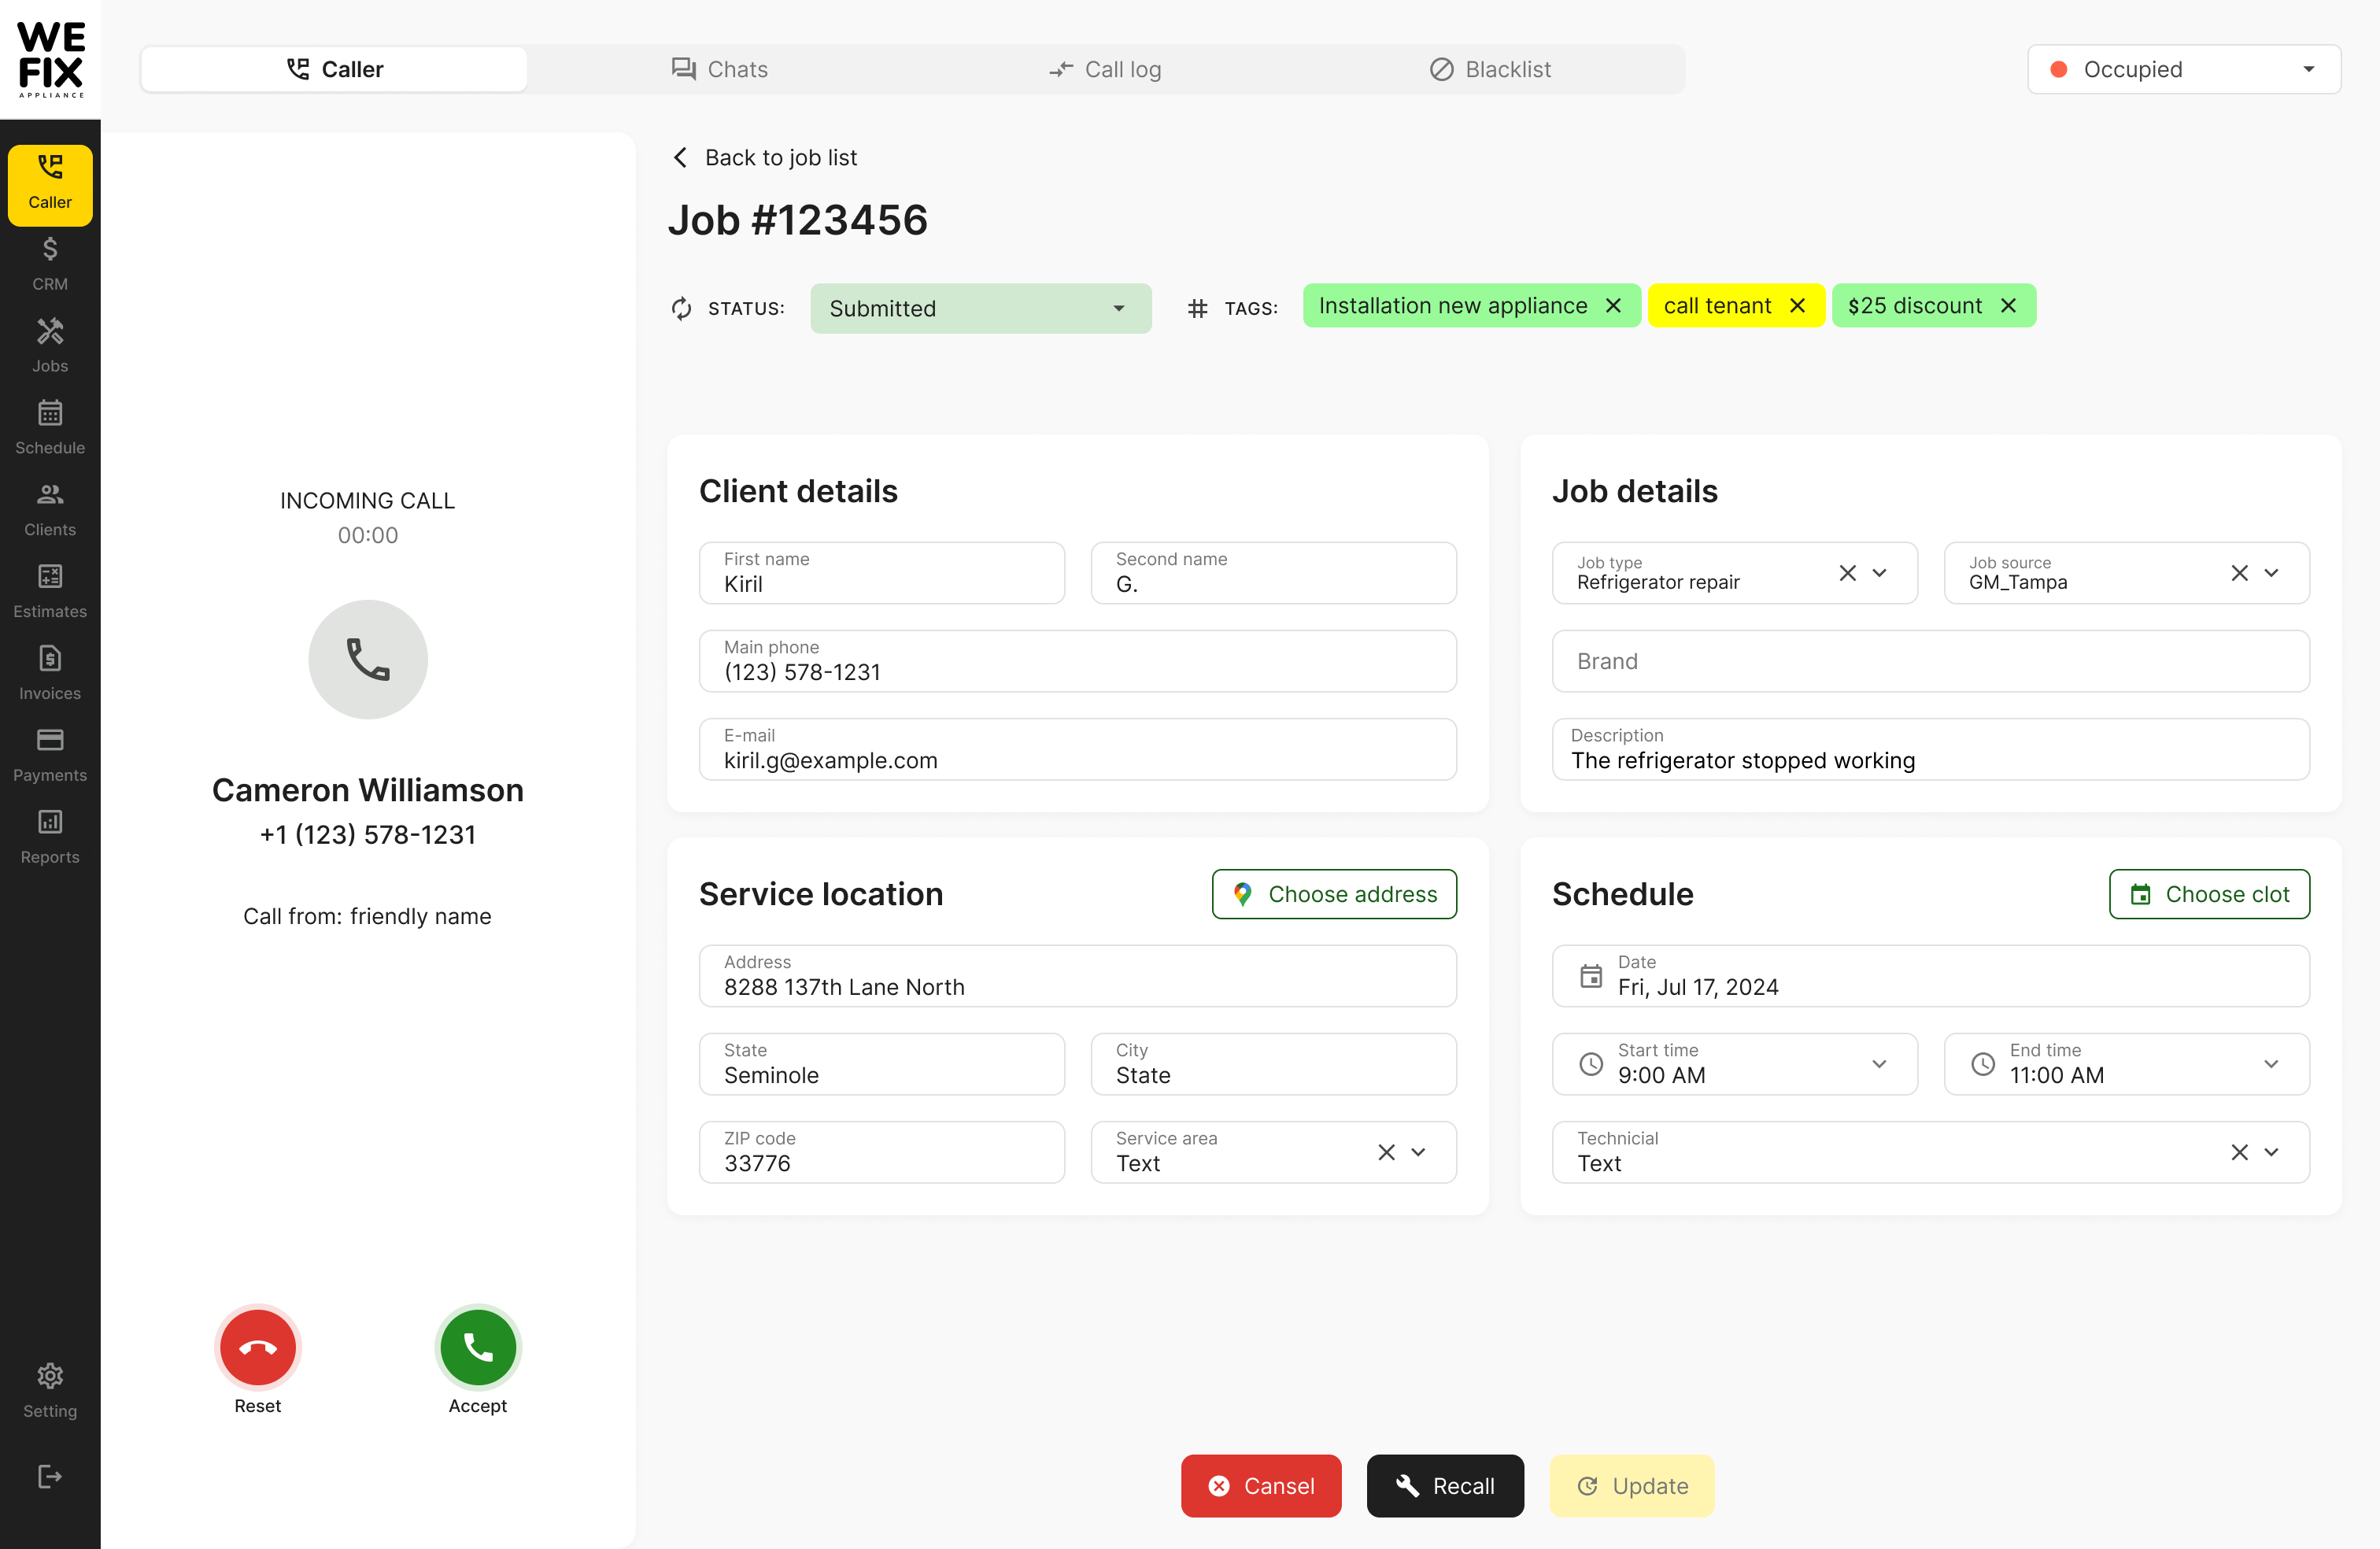 WE
FIX
APPLIANCE
Caller
Chats
Call log
Blacklist
Occupied
Caller
CRM
Jobs
Schedule
Clients
Estimates
Invoices
Payments
Reports
Setting
INCOMING CALL
00:00
Cameron Williamson
+1 (123) 578-1231
Call from: friendly name
Reset
Accept
Back to job list
Job #123456
STATUS:
Submitted
TAGS:
Installation new appliance
call tenant
$25 discount
Client details
First name
Kiril
Second name
G.
Main phone
(123) 578-1231
E-mail
kiril.g@example.com
Job details
Job type
Refrigerator repair
Job source
GM_Tampa
Brand
Description
The refrigerator stopped working
Service location
Choose address
Address
8288 137th Lane North
State
Seminole
City
State
ZIP code
33776
Service area
Text
Schedule
Choose clot
Date
Fri, Jul 17, 2024
Start time
9:00 AM
End time
11:00 AM
Technicial
Text
Cansel
Recall
Update